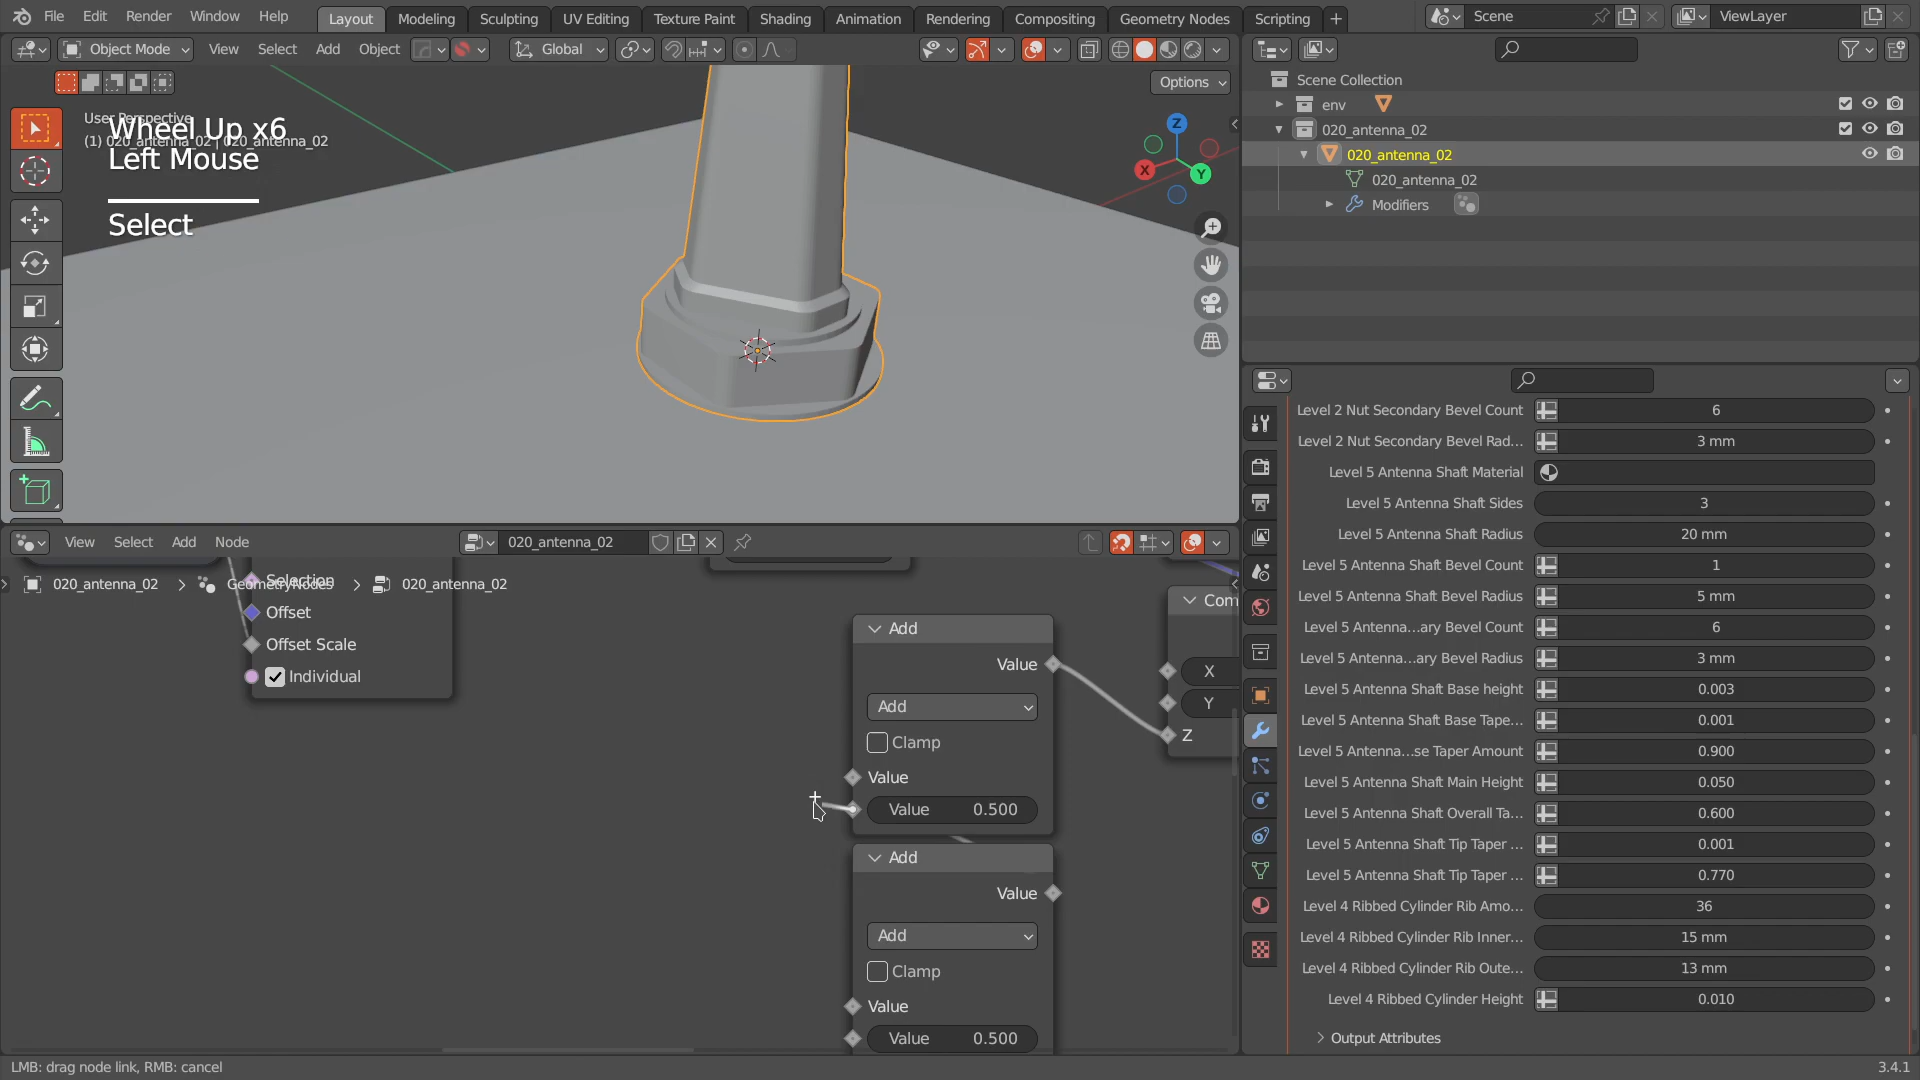 File Edit Render Window Help Layout Modeling Sculpting UV Editing Texture Paint Shading Animation Rendering Compositing Geometry Nodes Scripting + Scene ViewLayer
Object Mode View Select Add Object Global
Options
User Perspective
(1) 020_antenna_02 | 020_antenna_02
Wheel Up x6
Left Mouse
Select
Z
X
Y
Scene Collection
env
020_antenna_02
020_antenna_02
020_antenna_02
Modifiers
Level 2 Nut Secondary Bevel Count 6
Level 2 Nut Secondary Bevel Rad... 3 mm
Level 5 Antenna Shaft Material
Level 5 Antenna Shaft Sides 3
Level 5 Antenna Shaft Radius 20 mm
Level 5 Antenna Shaft Bevel Count 1
Level 5 Antenna Shaft Bevel Radius 5 mm
Level 5 Antenna...ary Bevel Count 6
Level 5 Antenna...ary Bevel Radius 3 mm
Level 5 Antenna Shaft Base height 0.003
Level 5 Antenna Shaft Base Tape... 0.001
Level 5 Antenna...se Taper Amount 0.900
Level 5 Antenna Shaft Main Height 0.050
Level 5 Antenna Shaft Overall Ta... 0.600
Level 5 Antenna Shaft Tip Taper ... 0.001
Level 5 Antenna Shaft Tip Taper ... 0.770
Level 4 Ribbed Cylinder Rib Amo... 36
Level 4 Ribbed Cylinder Rib Inner... 15 mm
Level 4 Ribbed Cylinder Rib Oute... 13 mm
Level 4 Ribbed Cylinder Height 0.010
Output Attributes
View Select Add Node 020_antenna_02
020_antenna_02 > GeometryNodes > 020_antenna_02
Selection
Offset
Offset Scale
Individual
Add
Value
Add
Clamp
Value
Value 0.500
Add
Value
Add
Clamp
Value
Value 0.500
Com
X
Y
Z
LMB: drag node link, RMB: cancel
3.4.1